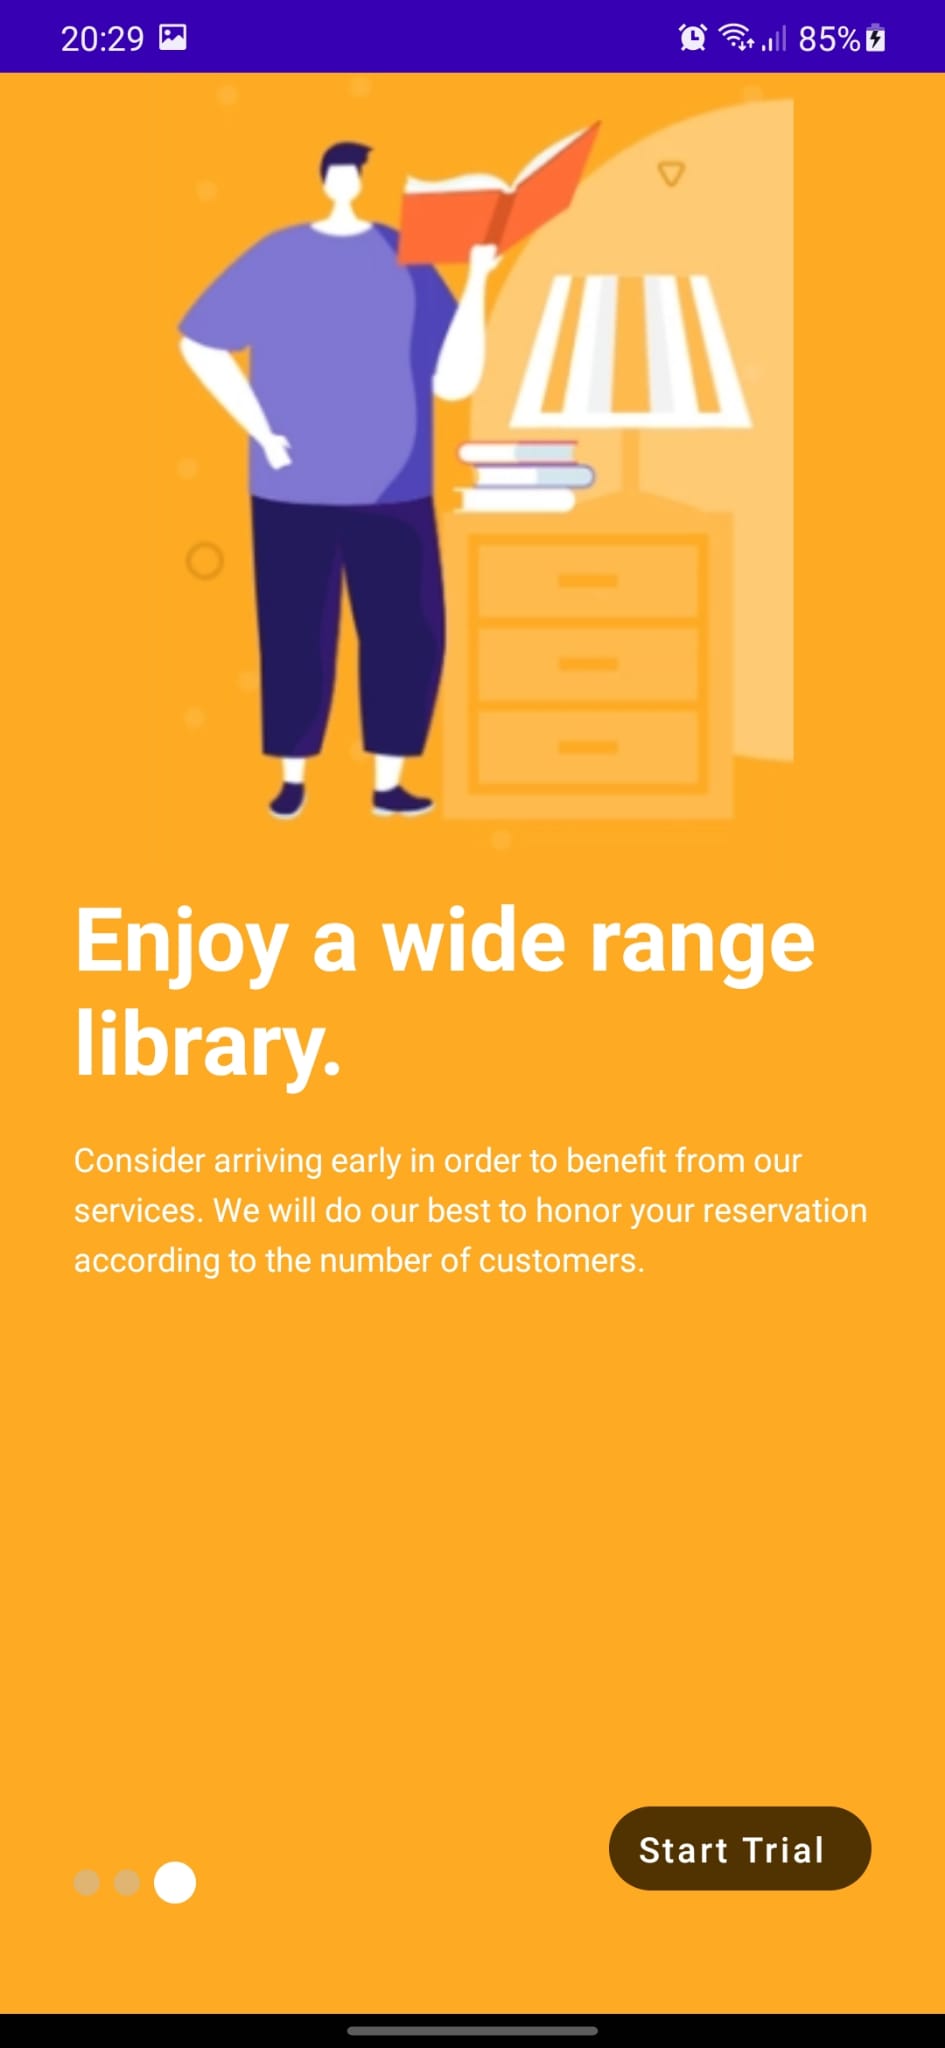 20:29
85%
Enjoy a wide range
library.
Consider arriving early in order to benefit from our
services. We will do our best to honor your reservation
according to the number of customers.
Start Trial